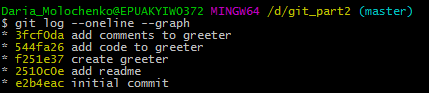 Daria_Molochenko@EPUAKYIW0372 MINGW64 /d/git_part2 (master)
$ git log --oneline --graph
* 3fcf0da add comments to greeter
* 544fa26 add code to greeter
* f251e37 create greeter
* 2510c0e add readme
* e2b4eac initial commit